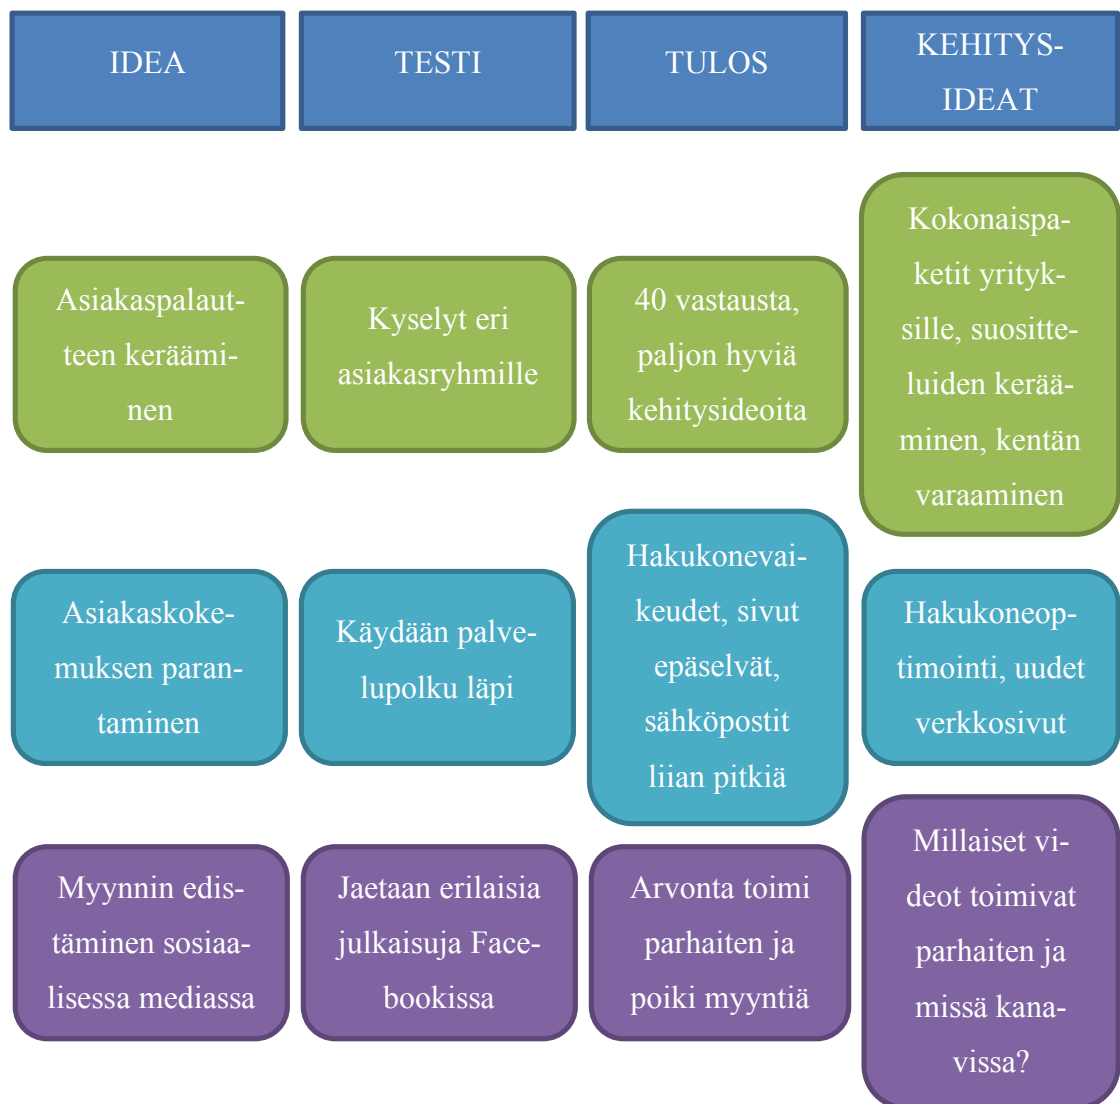 IDEA
TESTI
TULOS
KEHITYS-
IDEAT
Asiakaspalaut-
teen keräämi-
nen
Kyselyt eri
asiakasryhmille
40 vastausta,
paljon hyviä
kehitysideoita
Kokonaispa-
ketit yrityk-
sille, suositte-
luiden kerää-
minen, kentän
varaaminen
Asiakaskoke-
muksen paran-
taminen
Käydään palve-
lupolku läpi
Hakukonevai-
keudet, sivut
epäselvät,
sähköpostit
liian pitkiä
Hakukoneop-
timointi, uudet
verkkosivut
Myynnin edis-
täminen sosiaa-
lisessa mediassa
Jaetaan erilaisia
julkaisuja Face-
bookissa
Arvonta toimi
parhaiten ja
poiki myyntiä
Millaiset vi-
deot toimivat
parhaiten ja
missä kana-
vissa?